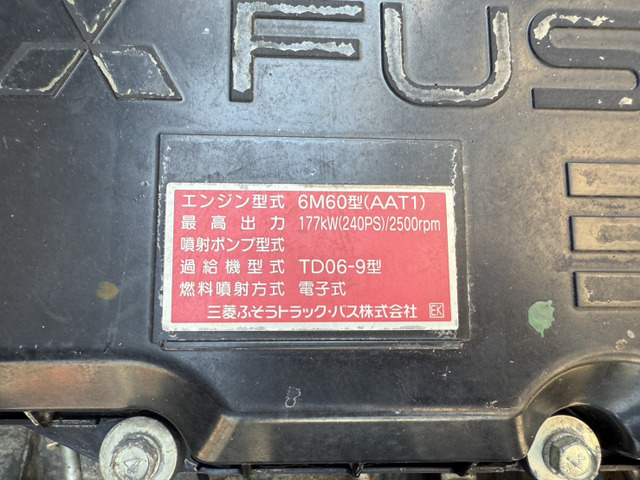 FUS
エンジン型式 6M60型(AAT1)
最高出力 177kW(240PS)/2500rpm
噴射ポンプ型式
過給機型式 TD06-9型
燃料噴射方式 電子式
三菱ふそうトラック・バス株式会社 EK